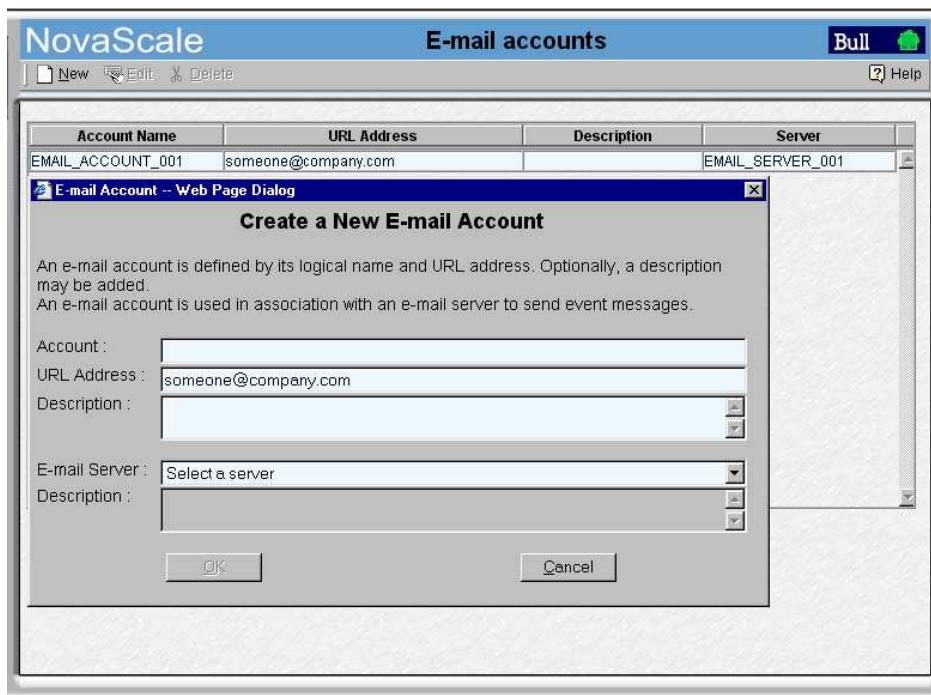 NovaScale E-mail accounts Bull
New Edit Delete Help
Account Name URL Address Description Server
EMAIL_ACCOUNT_001 someone@company.com EMAIL_SERVER_001
E-mail Account -- Web Page Dialog
Create a New E-mail Account
An e-mail account is defined by its logical name and URL address. Optionally, a description
may be added.
An e-mail account is used in association with an e-mail server to send event messages.
Account :
URL Address : someone@company.com
Description :
E-mail Server : Select a server
Description :
OK Cancel